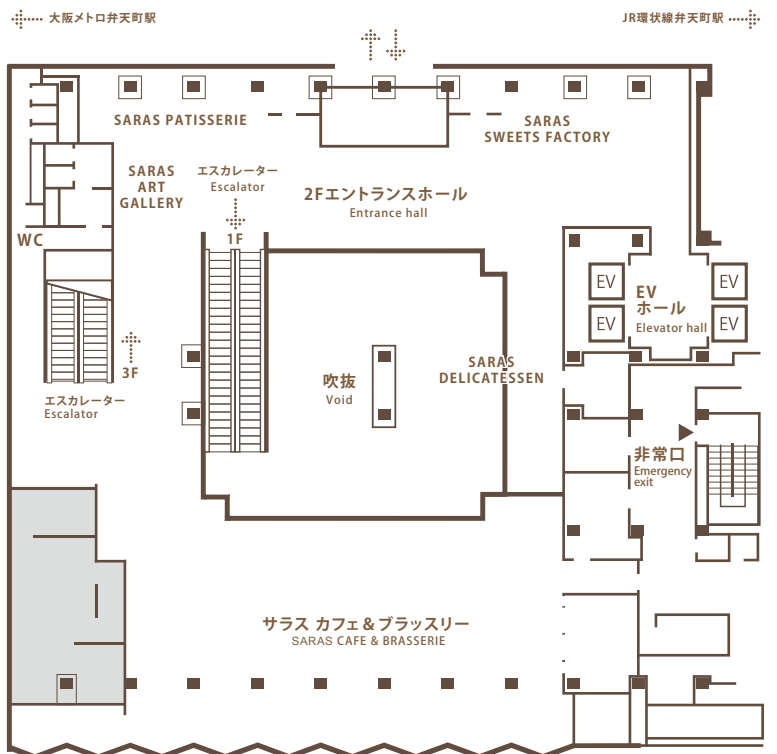 大阪メトロ弁天町駅
JR環状線弁天町駅
SARAS PATISSERIE
SARAS
SWEETS FACTORY
SARAS
ART
GALLERY
エスカレーター
Escalator
1F
2Fエントランスホール
Entrance hall
WC
EV
EV
EV
EV
EV
ホール
Elevator hall
3F
エスカレーター
Escalator
吹抜
Void
SARAS
DELICATESSEN
非常口
Emergency
exit
サラス カフェ＆ブラッスリー
SARAS CAFE & BRASSERIE